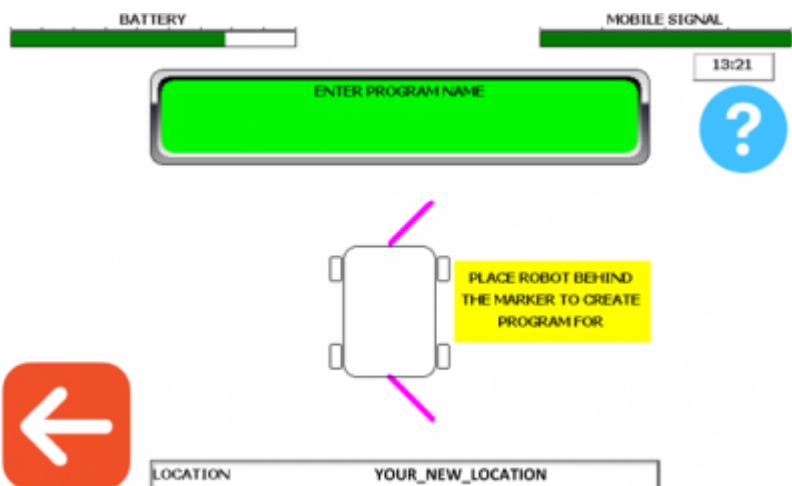 BATTERY
MOBILE SIGNAL
13:21
ENTER PROGRAM NAME
?
PLACE ROBOT BEHIND
THE MARKER TO CREATE
PROGRAM FOR
LOCATION YOUR_NEW_LOCATION